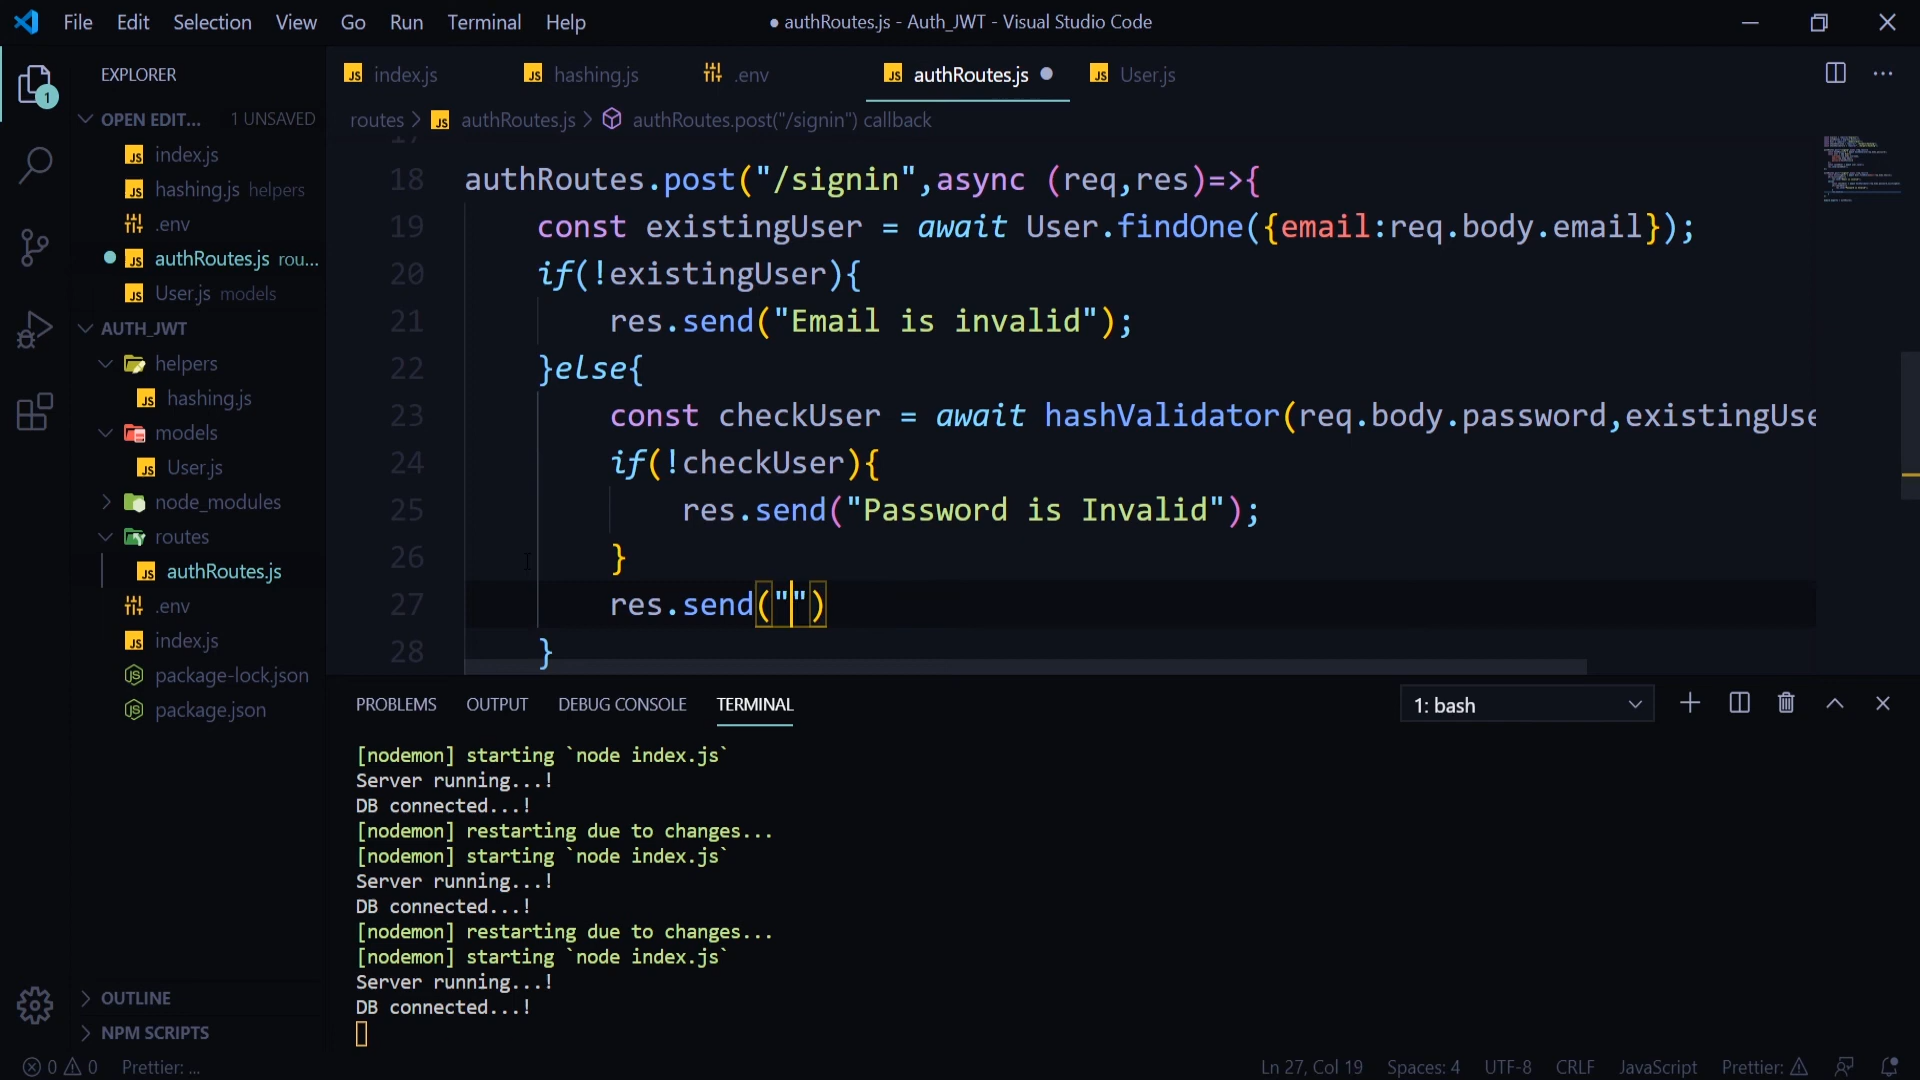 File Edit Selection View Go Run Terminal Help
● authRoutes.js - Auth_JWT - Visual Studio Code
1
EXPLORER
OPEN EDIT... 1 UNSAVED
index.js
hashing.js helpers
.env
authRoutes.js rou...
User.js models
AUTH_JWT
helpers
hashing.js
models
User.js
node_modules
routes
authRoutes.js
.env
index.js
package-lock.json
package.json
OUTLINE
NPM SCRIPTS
index.js hashing.js .env authRoutes.js User.js
routes > authRoutes.js > authRoutes.post("/signin") callback
18 authRoutes.post("/signin",async (req,res)=>{
19 const existingUser = await User.findOne({email:req.body.email});
20 if(!existingUser){
21 res.send("Email is invalid");
22 }else{
23 const checkUser = await hashValidator(req.body.password,existingUse
24 if(!checkUser){
25 res.send("Password is Invalid");
26 }
27 res.send("")
28 }
PROBLEMS OUTPUT DEBUG CONSOLE TERMINAL
1: bash
[nodemon] starting `node index.js`
Server running...!
DB connected...!
[nodemon] restarting due to changes...
[nodemon] starting `node index.js`
Server running...!
DB connected...!
[nodemon] restarting due to changes...
[nodemon] starting `node index.js`
Server running...!
DB connected...!
0 0 Prettier: ...
Ln 27, Col 19 Spaces: 4 UTF-8 CRLF JavaScript Prettier: